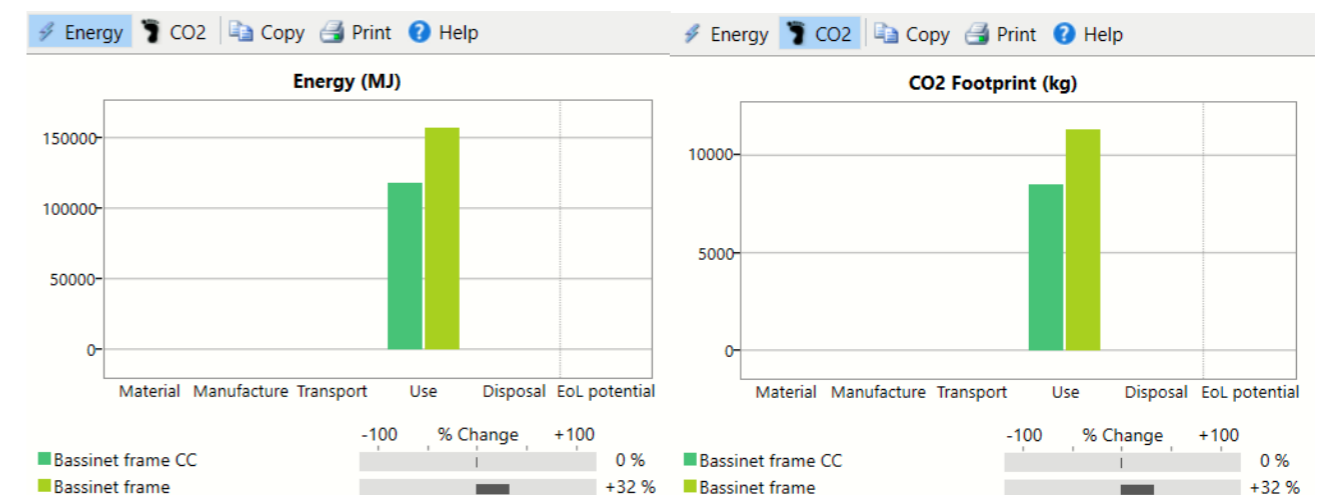 Energy CO2 Copy Print Help
Energy (MJ)
150000
100000
50000
0
Material Manufacture Transport Use Disposal EoL potential
-100 % Change +100
Bassinet frame CC 0 %
Bassinet frame +32 %
Energy CO2 Copy Print Help
CO2 Footprint (kg)
10000
5000
0
Material Manufacture Transport Use Disposal EoL potential
-100 % Change +100
Bassinet frame CC 0 %
Bassinet frame +32 %